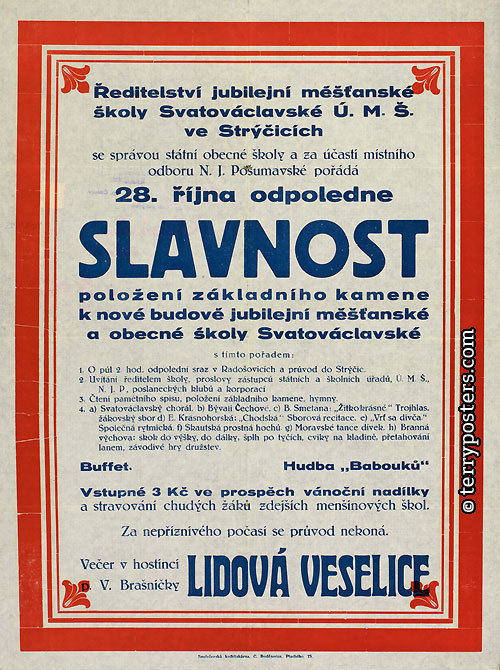 Ředitelství jubilejní měšťanské
školy Svatováclavské Ú. M. Š.
ve Strýčicích
se správou státní obecné školy a za účasti místního
odboru N. J. Pošumavské pořádá
28. října odpoledne
SLAVNOST
položení základního kamene
k nové budově jubilejní měšťanské
a obecné školy Svatováclavské
s tímto pořadem:
1. O půl 2. hod. odpolední sraz v Radošovicích a průvod do Strýčic.
2. Uvítání ředitelem školy, proslovy zástupců státních a školních úřadů, Ú. M. Š.,
N. J. P., poslaneckých klubů a korporací
3. Čtení pamětního spisu, položení základního kamene, hymny.
4. a) Svatováclavský chorál. b) Bývali Čechové. c) B. Smetana: „Žitkolkrásné." Trojhlas.
žákovský sbor d) E. Krasnohorská: „Chodská" Sborová recitace. e) „Vrť sa dívča."
Společná rytmická. f) Skautská prostná hochů. g) Moravské tance dívek. h) Branná
výchova: skok do výšky, do dálky, šplh po tyčích, cviky na kladině, přetahování
lanem, závodivé hry družstev.
Buffet. Hudba „Babouků"
Vstupné 3 Kč ve prospěch vánoční nadílky
a stravování chudých žáků zdejších menšinových škol.
Za nepříznivého počasí se průvod nekoná.
Večer v hostinci
p. V. Brašničky LIDOVÁ VESELICE
© terryposters.com